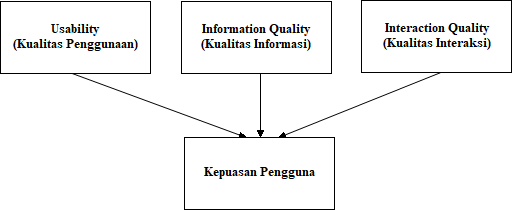 Usability
(Kualitas Penggunaan)
Information Quality
(Kualitas Informasi)
Interaction Quality
(Kualitas Interaksi)
Kepuasan Pengguna